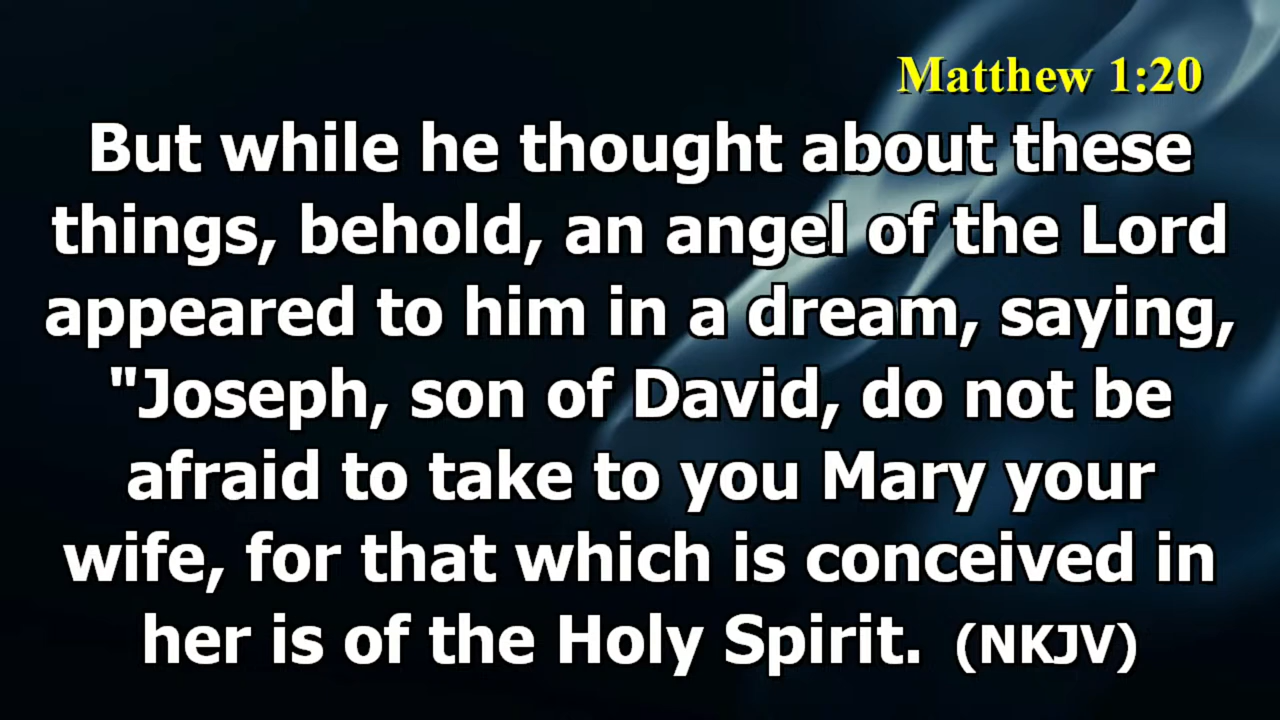 Matthew 1:20
But while he thought about these
things, behold, an angel of the Lord
appeared to him in a dream, saying,
"Joseph, son of David, do not be
afraid to take to you Mary your
wife, for that which is conceived in
her is of the Holy Spirit. (NKJV)